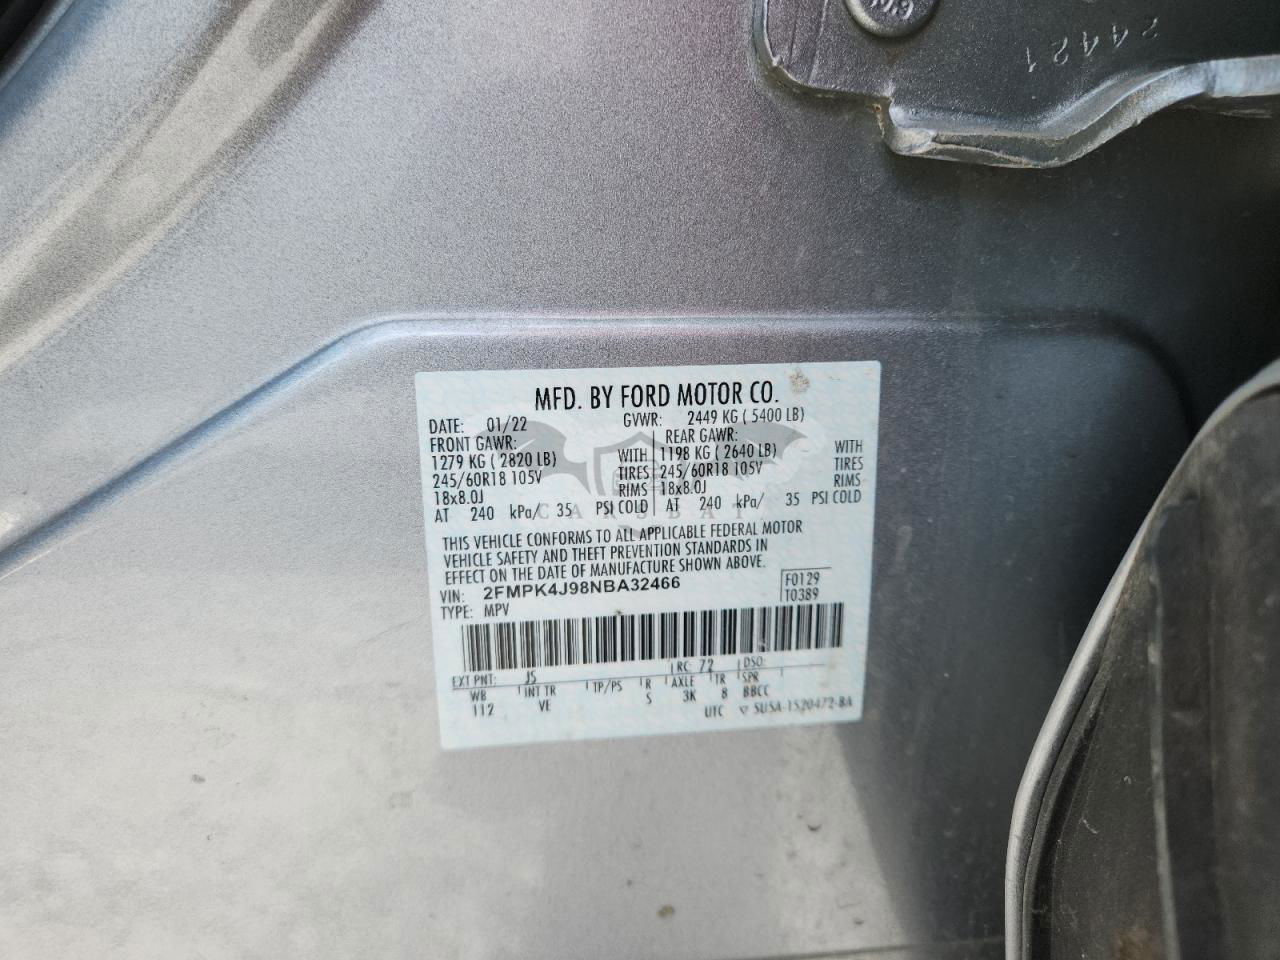 24421
MFD. BY FORD MOTOR CO.
DATE: 01/22 GVWR: 2449 KG ( 5400 LB)
FRONT GAWR: REAR GAWR:
1279 KG ( 2820 LB) WITH 1198 KG ( 2640 LB) WITH
245/60R18 105V TIRES 245/60R18 105V TIRES
18x8.0J RIMS 18x8.0J RIMS
AT 240 kPa/ 35 PSI COLD AT 240 kPa/ 35 PSI COLD
CARSBAT
THIS VEHICLE CONFORMS TO ALL APPLICABLE FEDERAL MOTOR
VEHICLE SAFETY AND THEFT PREVENTION STANDARDS IN
EFFECT ON THE DATE OF MANUFACTURE SHOWN ABOVE.
VIN: 2FMPK4J98NBA32466 F0129
TYPE: MPV T0389
EXT PNT: JS RC: 72 DSO:
WB INT TR TP/PS R AXLE TR SPR
112 VE S 3K 8 BBCC
UTC ▽ SU5A-1520472-BA